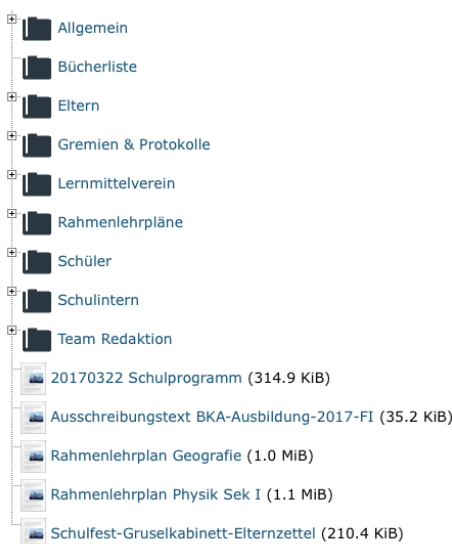 Allgemein
Bücherliste
Eltern
Gremien & Protokolle
Lernmittelverein
Rahmenlehrpläne
Schüler
Schulintern
Team Redaktion
20170322 Schulprogramm (314.9 KiB)
Ausschreibungstext BKA-Ausbildung-2017-FI (35.2 KiB)
Rahmenlehrplan Geografie (1.0 MiB)
Rahmenlehrplan Physik Sek I (1.1 MiB)
Schulfest-Gruselkabinett-Elternzettel (210.4 KiB)